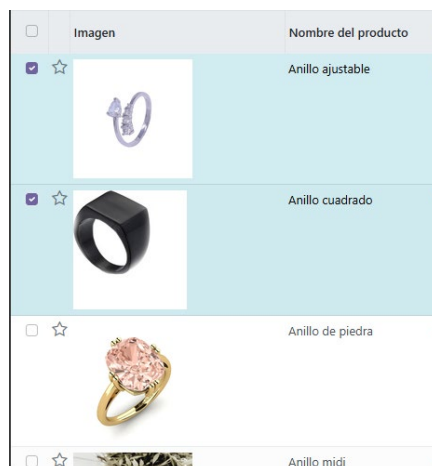 Imagen Nombre del producto
Anillo ajustable
Anillo cuadrado
Anillo de piedra
Anillo midi